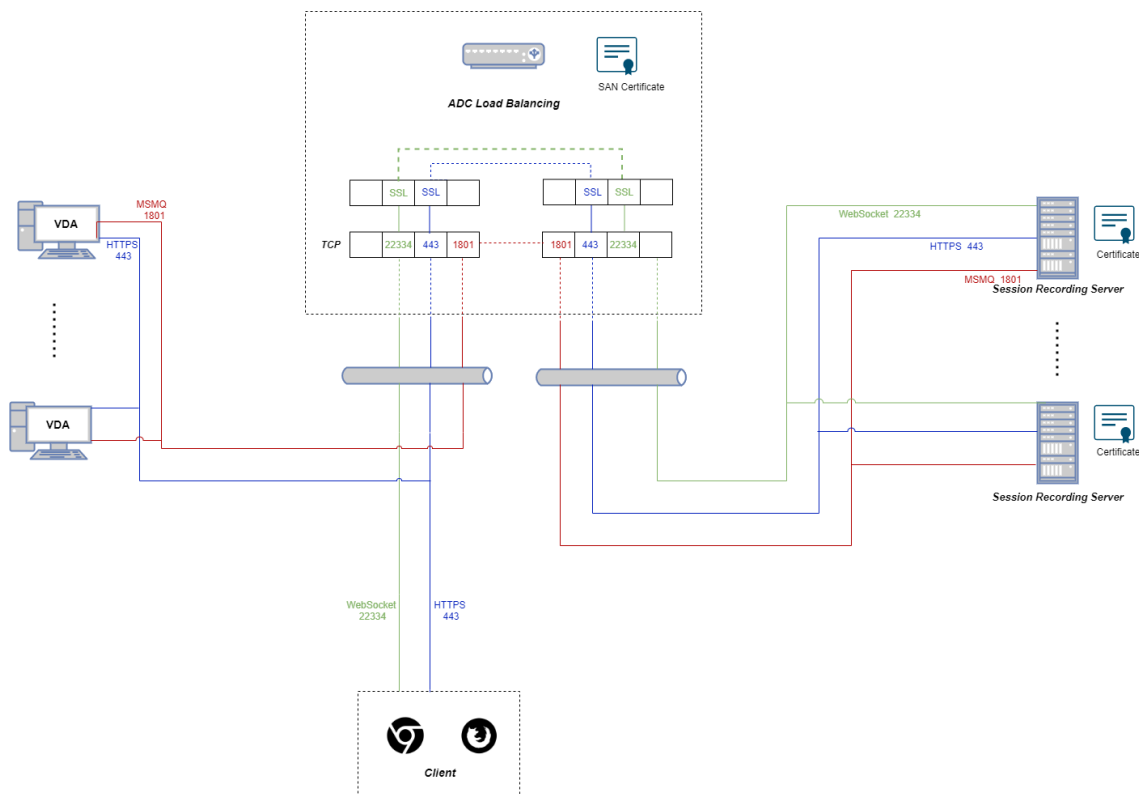 SAN Certificate
ADC Load Balancing
SSL
SSL
SSL
SSL
MSMQ
1801
VDA
HTTPS
443
TCP
22334
443
1801
1801
443
22334
WebSocket 22334
HTTPS 443
MSMQ 1801
Certificate
Session Recording Server
VDA
Certificate
Session Recording Server
WebSocket
22334
HTTPS
443
Client